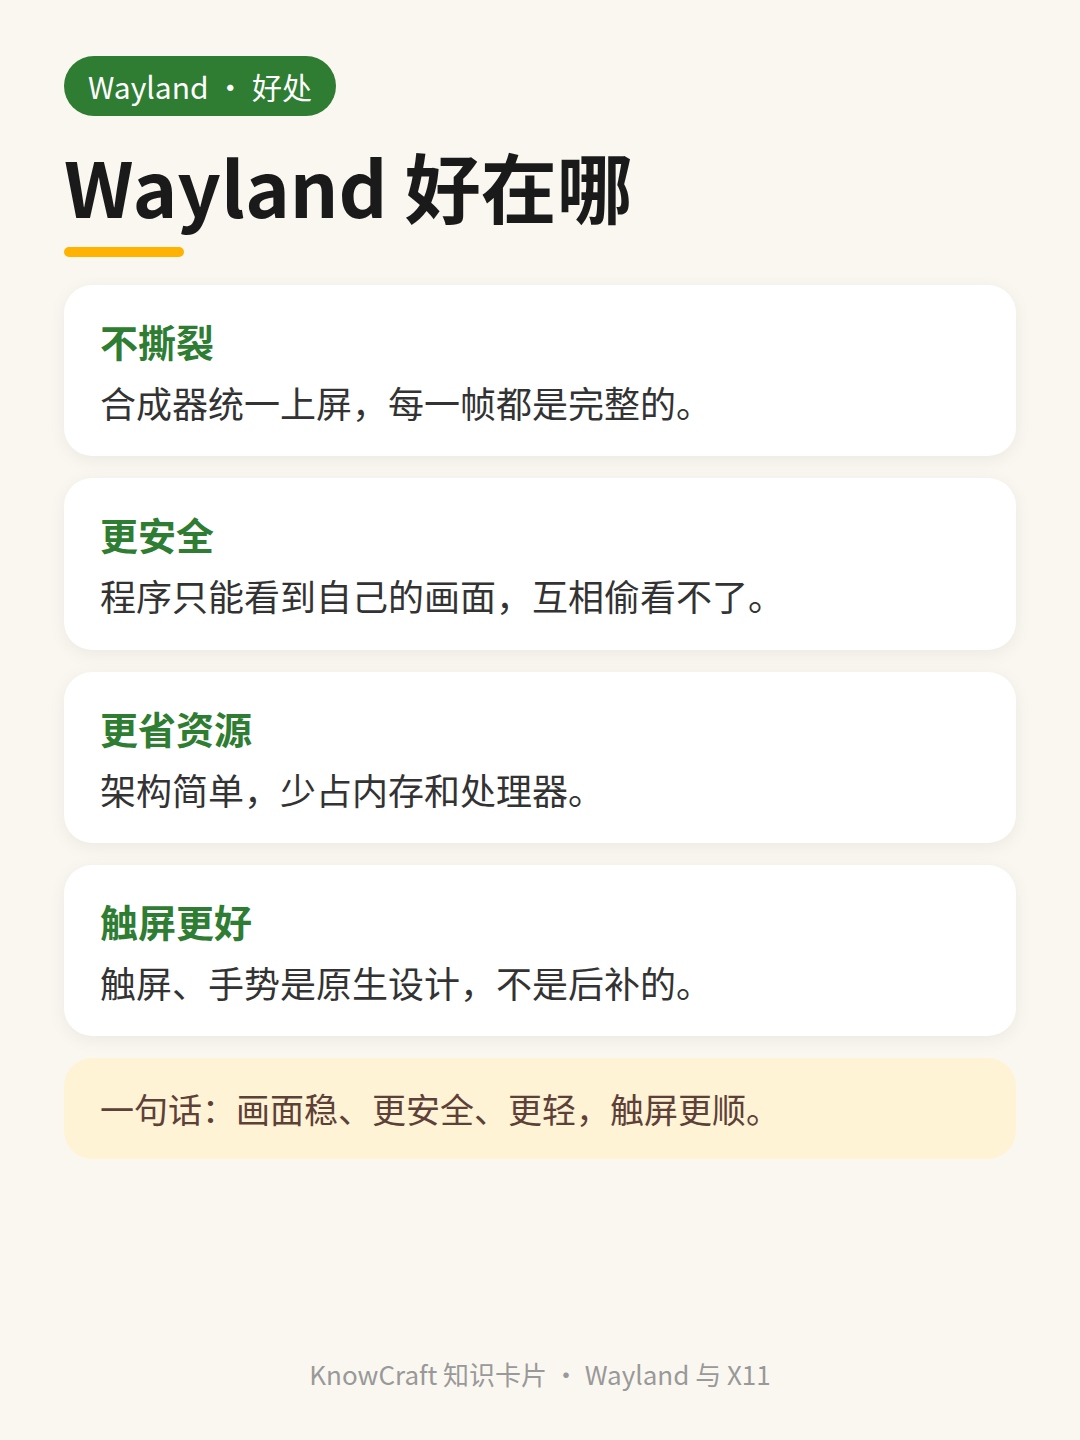 Wayland · 好处
Wayland 好在哪
不撕裂
合成器统一上屏，每一帧都是完整的。
更安全
程序只能看到自己的画面，互相偷看不了。
更省资源
架构简单，少占内存和处理器。
触屏更好
触屏、手势是原生设计，不是后补的。
一句话：画面稳、更安全、更轻，触屏更顺。
KnowCraft 知识卡片 · Wayland 与 X11